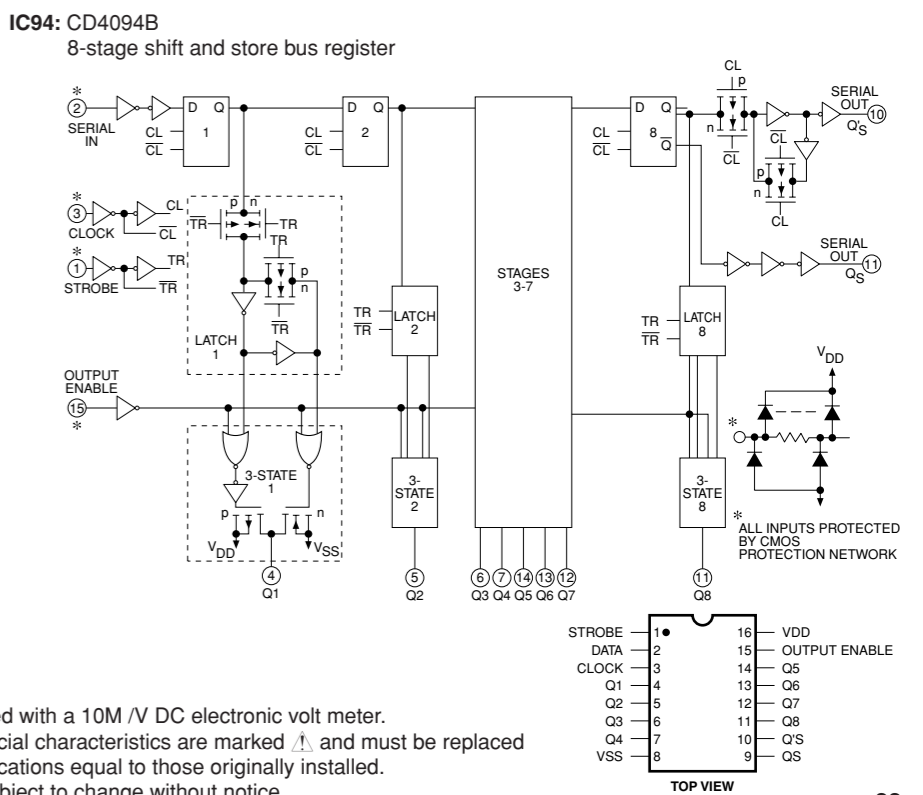 IC94: CD4094B
8-stage shift and store bus register
*
2
SERIAL
IN
D Q
1
CL
CL
D Q
2
CL
CL
STAGES
3-7
D Q
8
Q
CL
CL
CL
p
n
CL
CL
p
n
CL
SERIAL
OUT
10
Q'S
SERIAL
OUT
11
QS
*
3
CLOCK
CL
CL
*
1
STROBE
TR
TR
p n
TR
TR
TR
p
n
TR
LATCH
1
TR
TR
LATCH
2
TR
TR
LATCH
8
OUTPUT
ENABLE
15
*
3-STATE
1
p
n
VDD
VSS
4
Q1
3-
STATE
2
5
Q2
6 7 14 13 12
Q3 Q4 Q5 Q6 Q7
3-
STATE
8
11
Q8
VDD
*
*
ALL INPUTS PROTECTED
BY CMOS
PROTECTION NETWORK
STROBE 1 16 VDD
DATA 2 15 OUTPUT ENABLE
CLOCK 3 14 Q5
Q1 4 13 Q6
Q2 5 12 Q7
Q3 6 11 Q8
Q4 7 10 Q'S
VSS 8 9 QS
TOP VIEW
ed with a 10M /V DC electronic volt meter.
cial characteristics are marked ⚠ and must be replaced
cations equal to those originally installed.
bject to change without notice